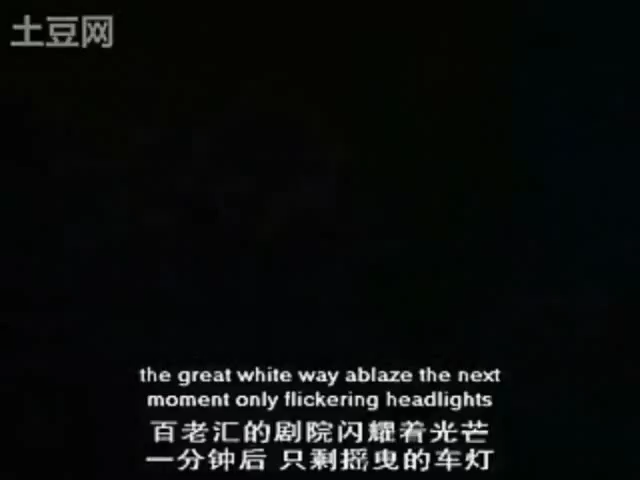 土豆网
the great white way ablaze the next
moment only flickering headlights
百老汇的剧院闪耀着光芒
一分钟后 只剩摇曳的车灯